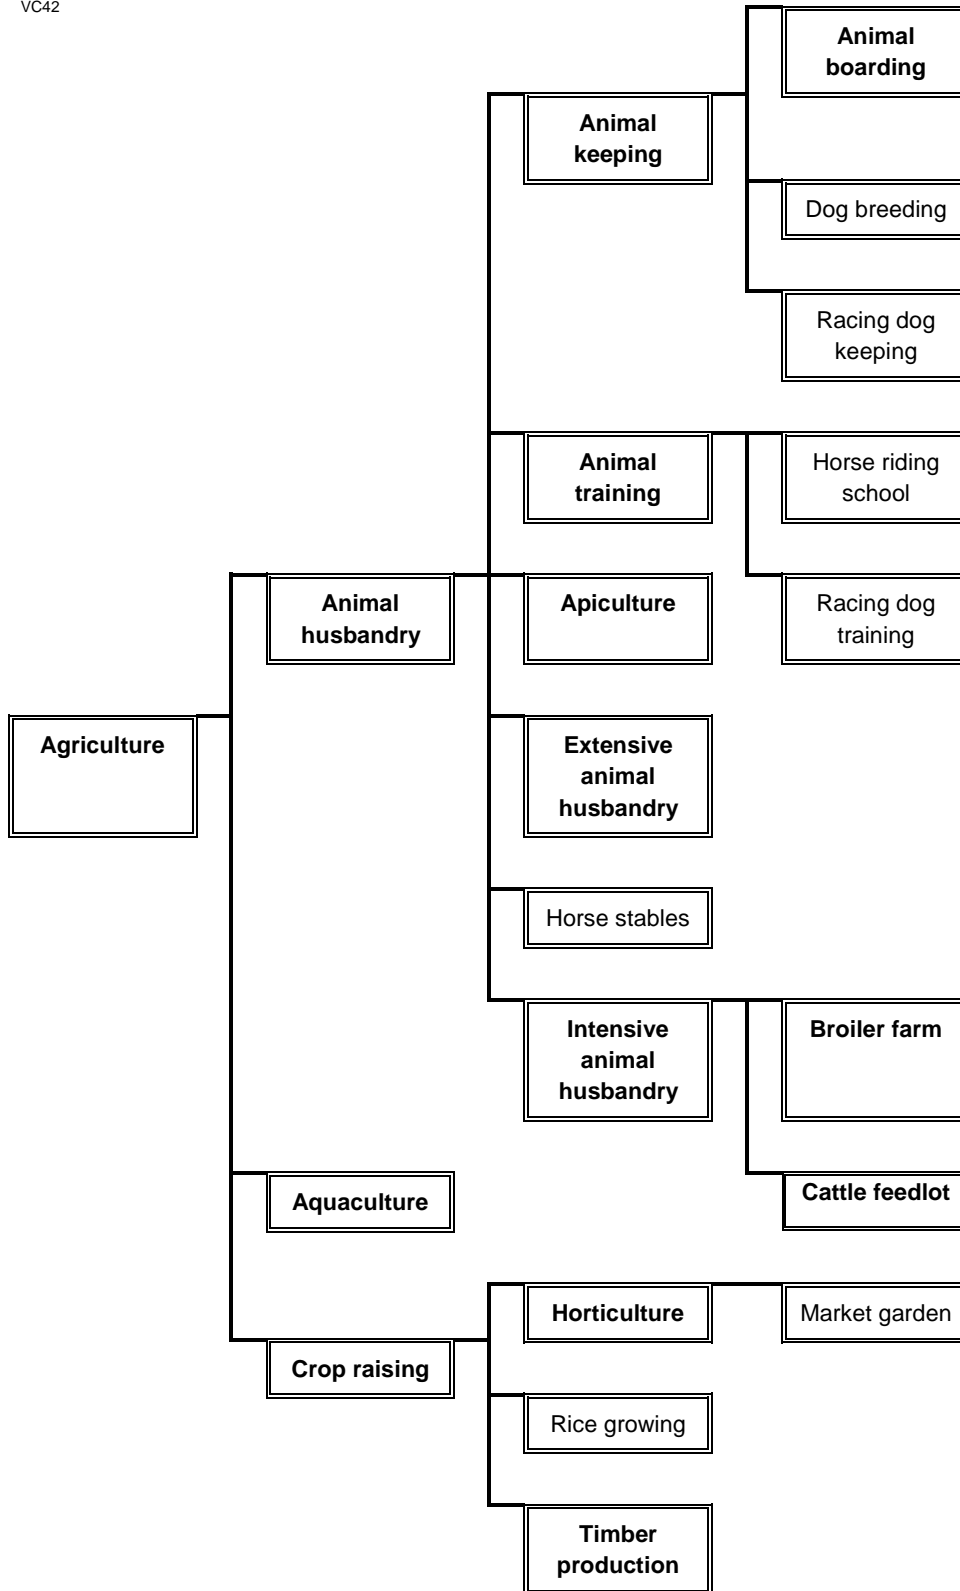 VC42
Animal
boarding
Animal
keeping
Dog breeding
Racing dog
keeping
Animal
training
Horse riding
school
Animal
husbandry
Apiculture
Racing dog
training
Agriculture
Extensive
animal
husbandry
Horse stables
Intensive
animal
husbandry
Broiler farm
Aquaculture
Cattle feedlot
Horticulture
Market garden
Crop raising
Rice growing
Timber
production